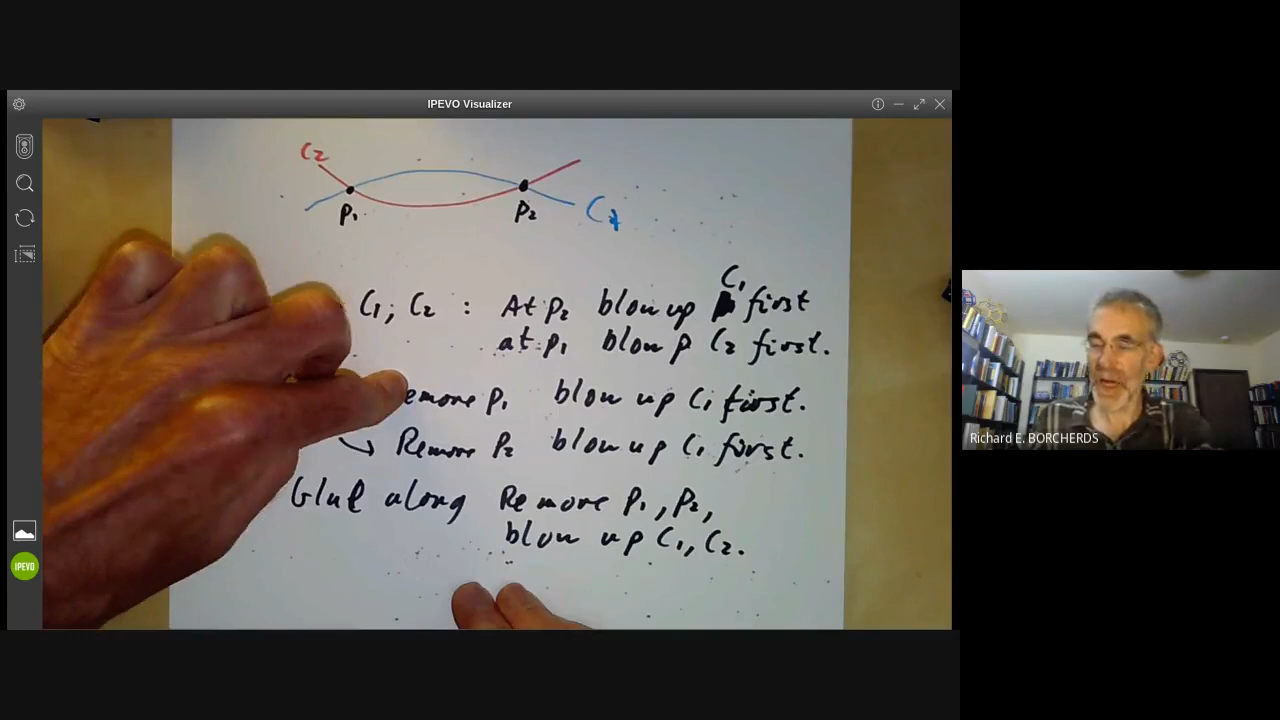 IPEVO Visualizer
C2
P1
P2
C1
C1, C2 : At P2 blow up C1 first
at P1 blow p C2 first.
emove P1 blow up C1 first.
→ Remove P2 blow up C1 first.
Glue along Remove P1, P2,
blow up C1, C2.
IPEVO
Richard E. BORCHERDS